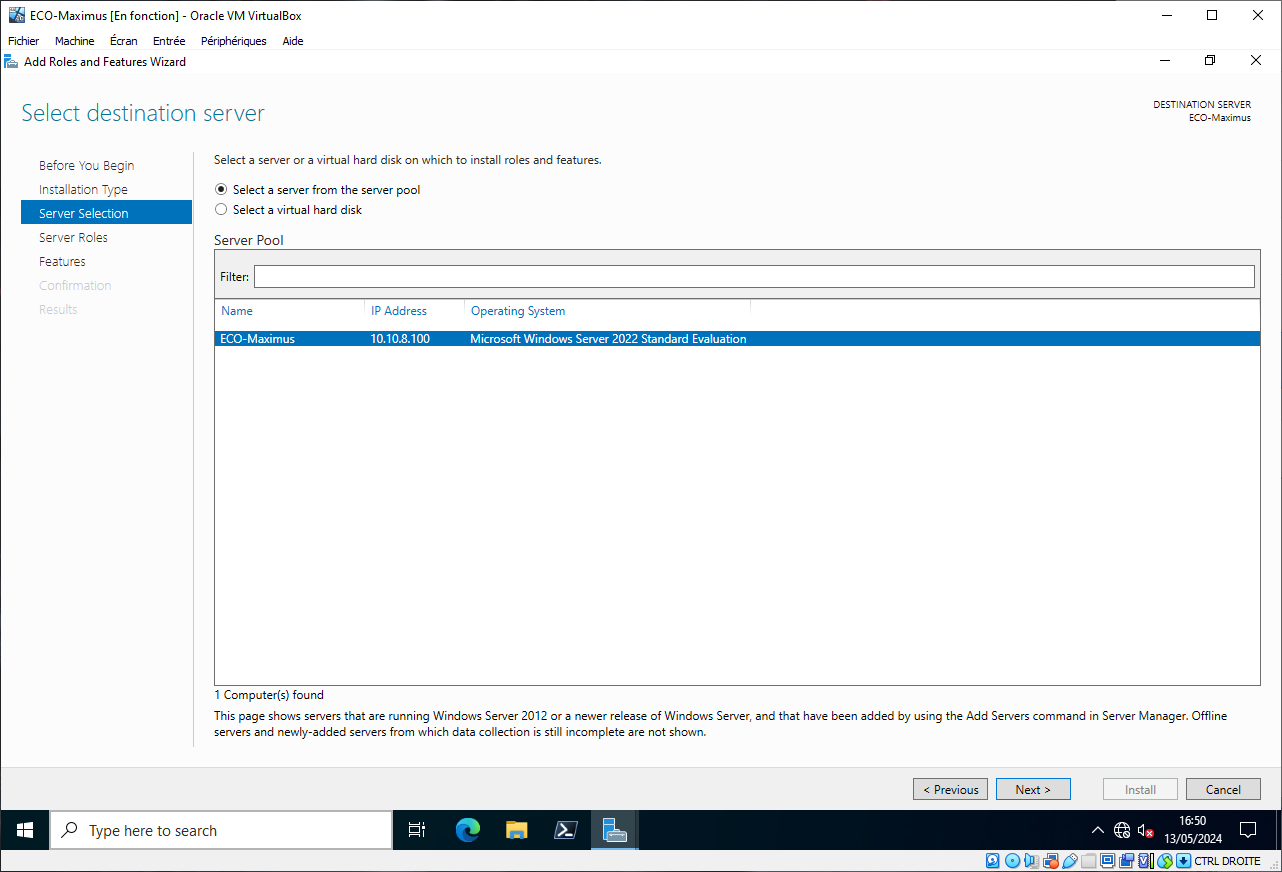 ECO-Maximus [En fonction] - Oracle VM VirtualBox
Fichier Machine Écran Entrée Périphériques Aide
Add Roles and Features Wizard
Select destination server
DESTINATION SERVER
ECO-Maximus
Before You Begin
Installation Type
Server Selection
Server Roles
Features
Confirmation
Results
Select a server or a virtual hard disk on which to install roles and features.
Select a server from the server pool
Select a virtual hard disk
Server Pool
Filter:
Name IP Address Operating System
ECO-Maximus 10.10.8.100 Microsoft Windows Server 2022 Standard Evaluation
1 Computer(s) found
This page shows servers that are running Windows Server 2012 or a newer release of Windows Server, and that have been added by using the Add Servers command in Server Manager. Offline
servers and newly-added servers from which data collection is still incomplete are not shown.
< Previous Next > Install Cancel
Type here to search
16:50
13/05/2024
CTRL DROITE